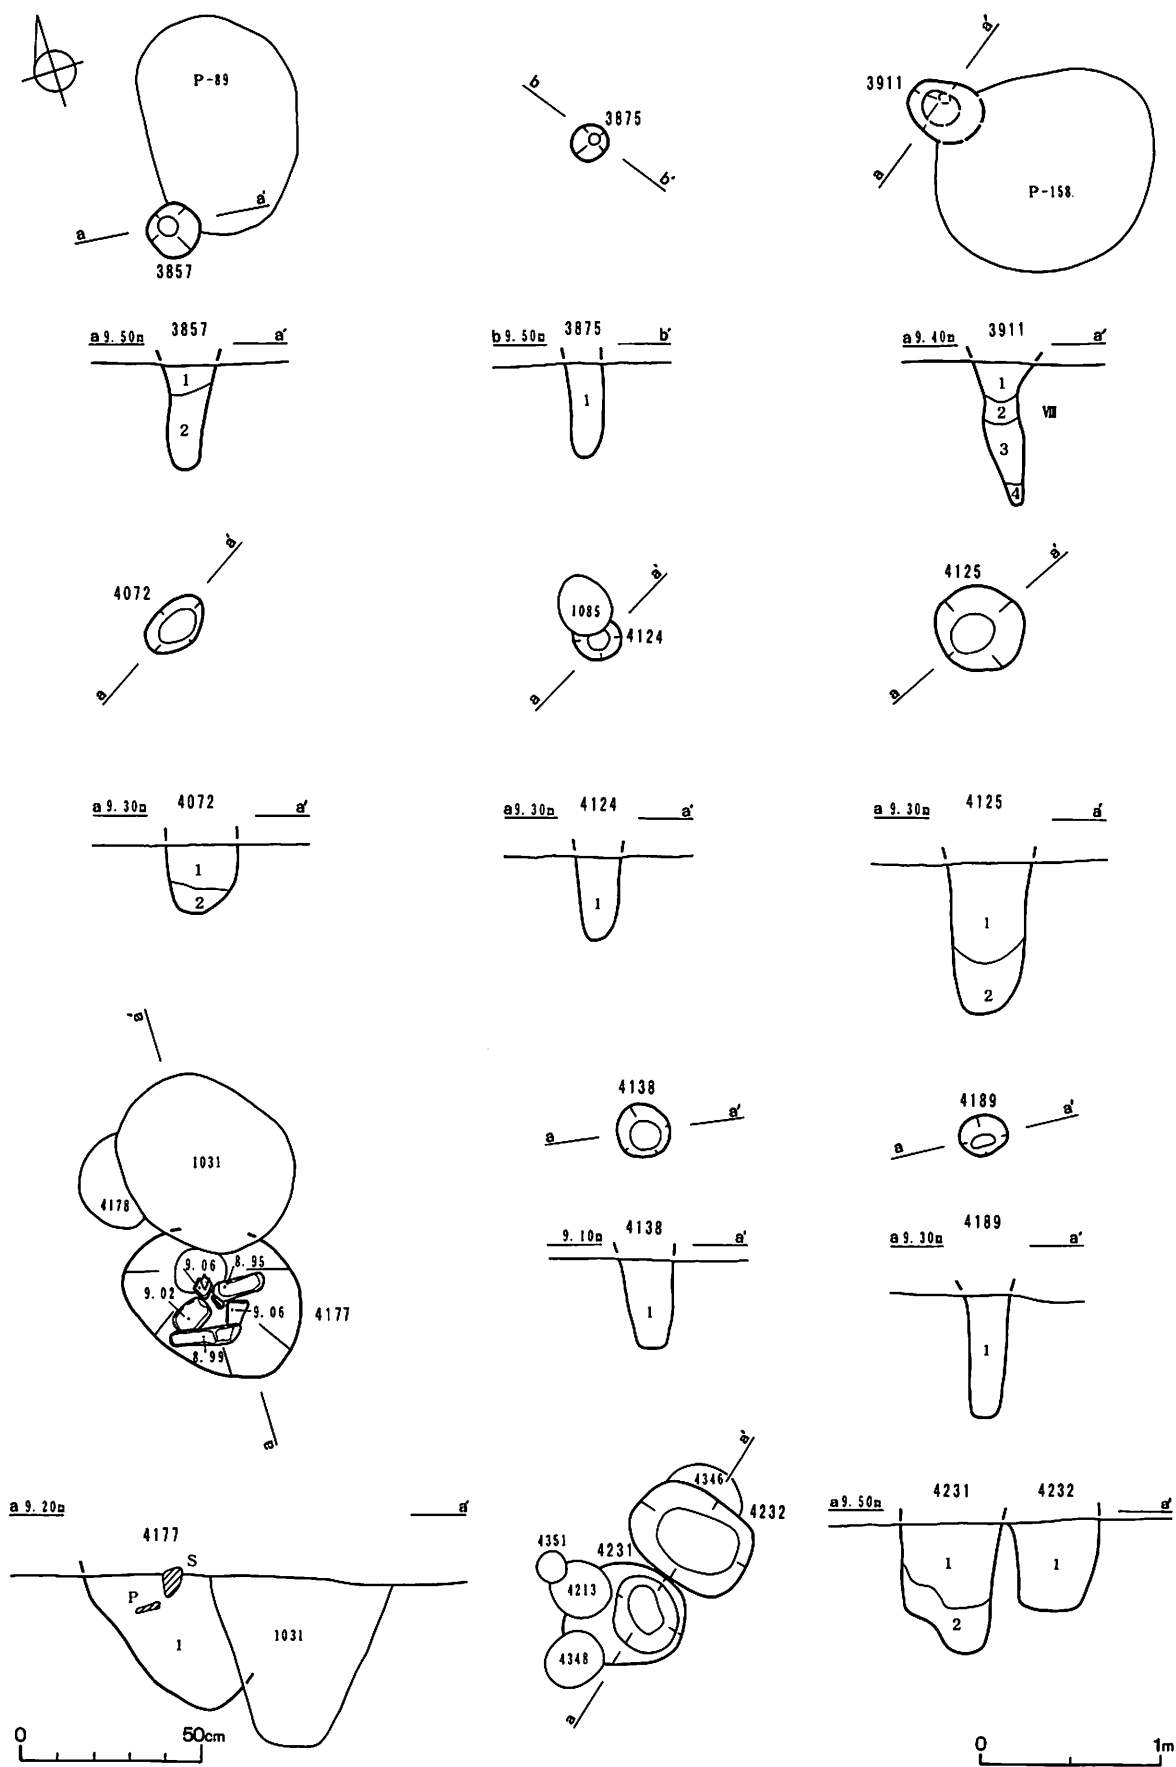 P-89
a
a'
3857
b
3875
b'
3911
a'
a
P-158.
a 9. 50m 3857 a'
1
2
b 9. 50m 3875 b'
1
a 9. 40m 3911 a'
1
2
VIII
3
4
4072
a'
a
1085
a'
4124
a
4125
a'
a
a 9. 30m 4072 a'
1
2
a 9. 30m 4124 a'
1
a 9. 30m 4125 a'
1
2
a'
1031
4178
9. 06
8. 95
9. 02
9. 06
8. 99
4177
a
4138
a
a'
4189
a
a'
9. 10m 4138 a'
1
a 9. 30m 4189 a'
1
a 9. 20m a'
4177
S
P
1
1031
0 50cm
a'
4346
4232
4351
4231
4213
4348
a
a 9. 50m 4231 4232 a'
1
1
2
0 1m